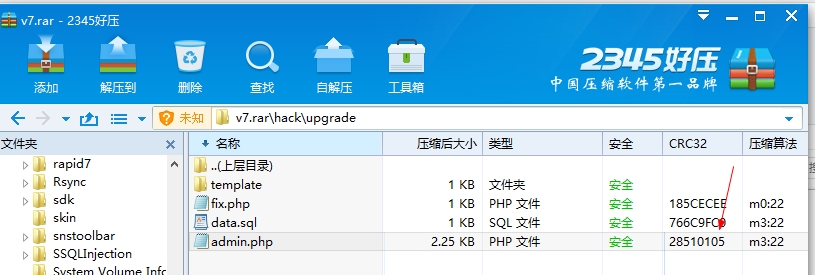 v7.rar - 2345好压
添加 解压到 删除 查找 自解压 工具箱
2345好压
中国压缩软件第一品牌
未知 v7.rar\hack\upgrade
文件夹 名称 压缩后大小 类型 安全 CRC32 压缩算法
rapid7 ..(上层目录)
Rsync template 1 KB 文件夹 安全
sdk fix.php 1 KB PHP 文件 安全 185CECEE m0:22
skin data.sql 1 KB SQL 文件 安全 m3:22
snstoolbar admin.php 2.25 KB PHP 文件 安全 28510105 m3:22
SSQLInjection
System Volume Info